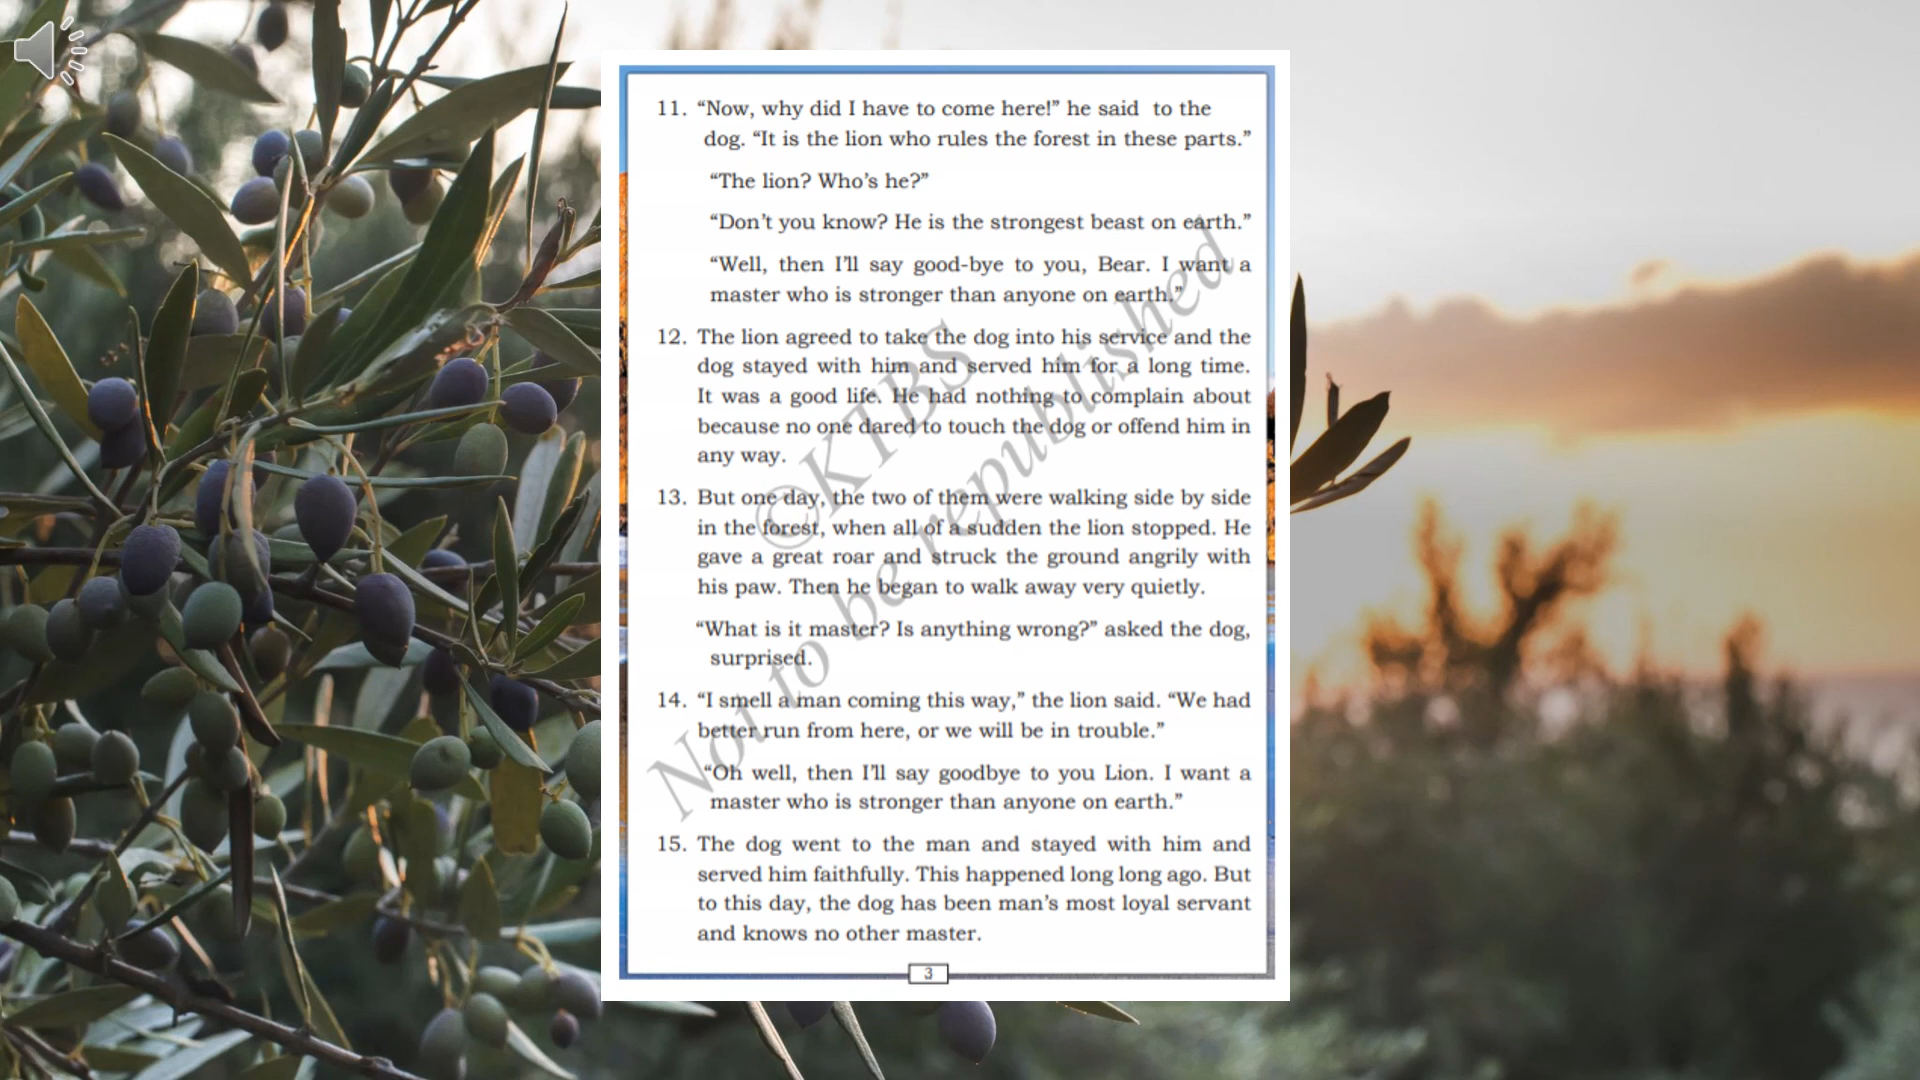 11. “Now, why did I have to come here!” he said to the
dog. “It is the lion who rules the forest in these parts.”
“The lion? Who’s he?”
“Don’t you know? He is the strongest beast on earth.”
“Well, then I’ll say good-bye to you, Bear. I want a
master who is stronger than anyone on earth.”
12. The lion agreed to take the dog into his service and the
dog stayed with him and served him for a long time.
It was a good life. He had nothing to complain about
because no one dared to touch the dog or offend him in
any way.
13. But one day, the two of them were walking side by side
in the forest, when all of a sudden the lion stopped. He
gave a great roar and struck the ground angrily with
his paw. Then he began to walk away very quietly.
“What is it master? Is anything wrong?” asked the dog,
surprised.
14. “I smell a man coming this way,” the lion said. “We had
better run from here, or we will be in trouble.”
“Oh well, then I’ll say goodbye to you Lion. I want a
master who is stronger than anyone on earth.”
15. The dog went to the man and stayed with him and
served him faithfully. This happened long long ago. But
to this day, the dog has been man’s most loyal servant
and knows no other master.
3
©KTBS
Not to be republished